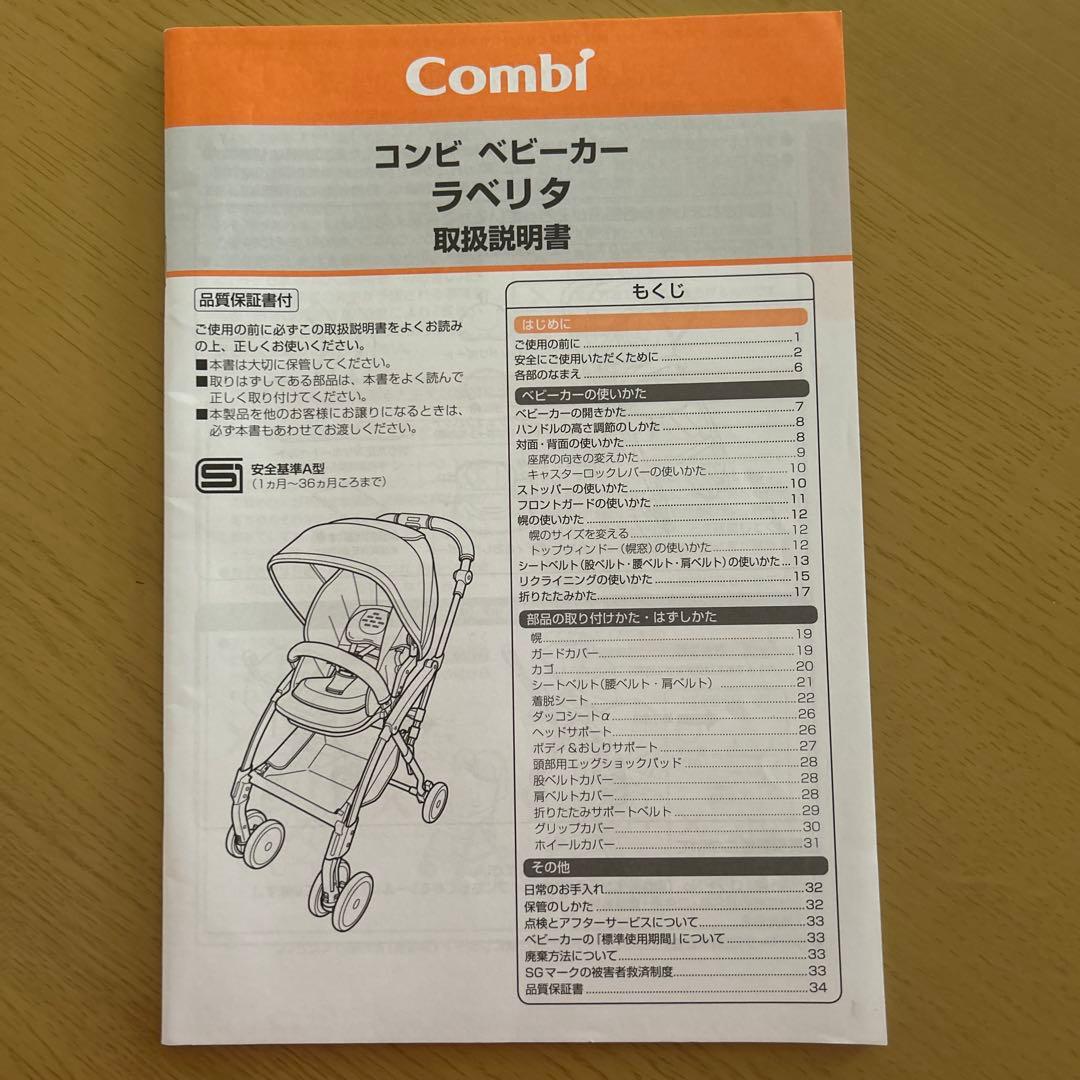 Combi
コンビ ベビーカー
ラベリタ
取扱説明書
品質保証書付
ご使用の前に必ずこの取扱説明書をよくお読み
の上、正しくお使いください。
■本書は大切に保管してください。
■取りはずしてある部品は、本書をよく読んで
正しく取り付けてください。
■本製品を他のお客様にお譲りになるときは、
必ず本書もあわせてお渡しください。
安全基準A型
(1ヵ月～36ヵ月ころまで)
もくじ
はじめに
ご使用の前に 1
安全にご使用いただくために 2
各部のなまえ 6
ベビーカーの使いかた
ベビーカーの開きかた 7
ハンドルの高さ調節のしかた 8
対面・背面の使いかた 8
座席の向きの変えかた 9
キャスターロックレバーの使いかた 10
ストッパーの使いかた 10
フロントガードの使いかた 11
幌の使いかた 12
幌のサイズを変える 12
トップウィンドー(幌窓)の使いかた 12
シートベルト(股ベルト・腰ベルト・肩ベルト)の使いかた 13
リクライニングの使いかた 15
折りたたみかた 17
部品の取り付けかた・はずしかた
幌 19
ガードカバー 19
カゴ 20
シートベルト(腰ベルト・肩ベルト) 21
着脱シート 22
ダッコシートα 26
ヘッドサポート 26
ボディ&おしりサポート 27
頭部用エッグショックパッド 28
股ベルトカバー 28
肩ベルトカバー 28
折りたたみサポートベルト 29
グリップカバー 30
ホイールカバー 31
その他
日常のお手入れ 32
保管のしかた 32
点検とアフターサービスについて 33
ベビーカーの「標準使用期間」について 33
廃棄方法について 33
SGマークの被害者救済制度 33
品質保証書 34